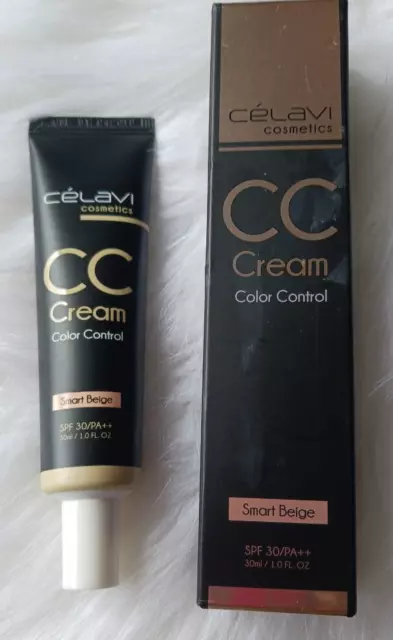 célavi
cosmetics
CC
Cream
Color Control
Smart Beige
SPF 30/PA++
30ml / 1.0 FL. OZ
célavi
cosmetics
CC
Cream
Color Control
Smart Beige
SPF 30/PA++
30ml / 1.0 FL. OZ